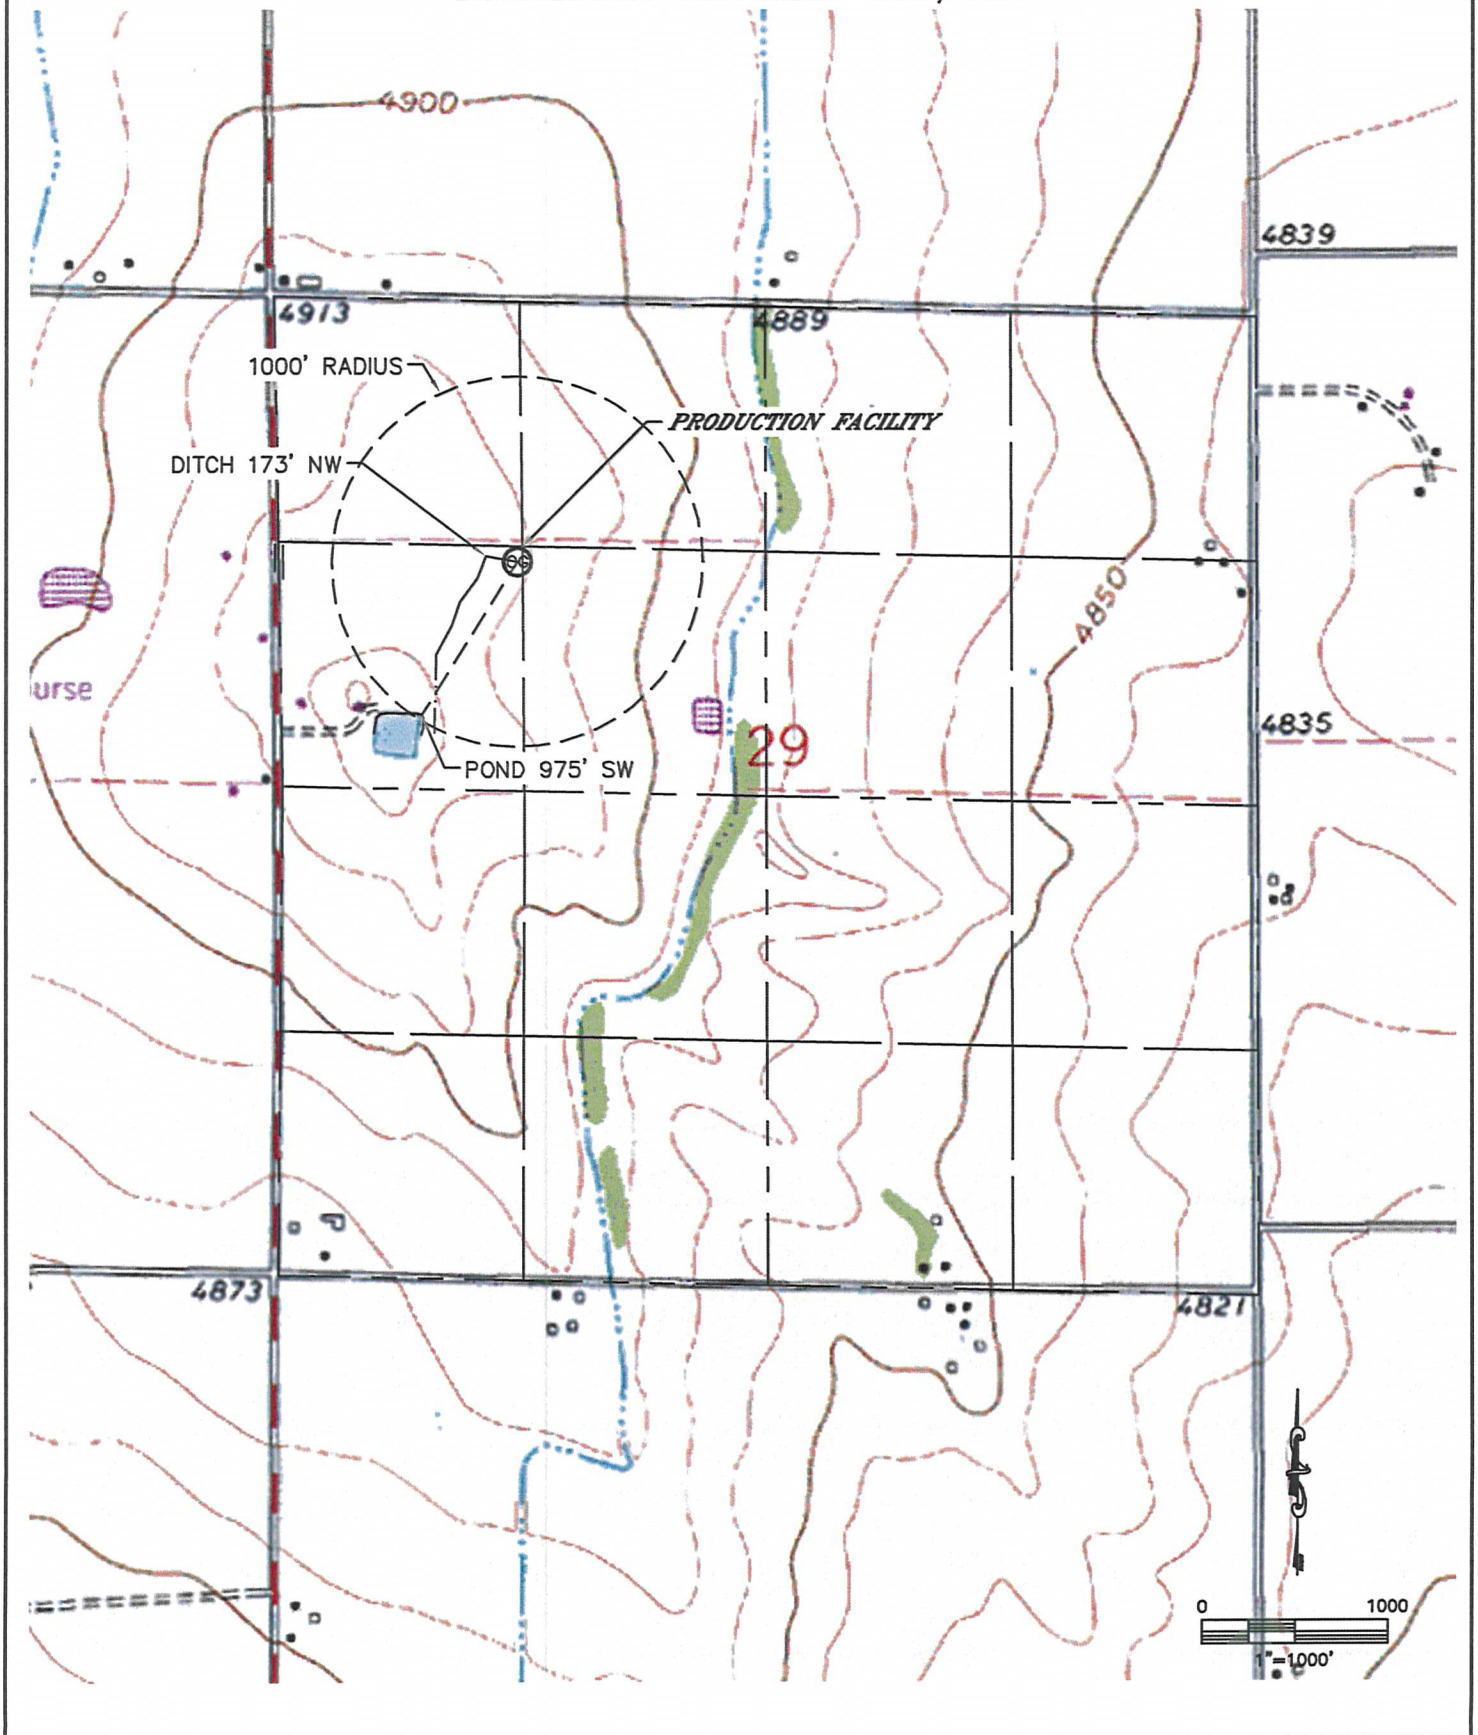 4900
4839
4913
4889
1000' RADIUS
PRODUCTION FACILITY
DITCH 173' NW
4850
urse
4835
29
POND 975' SW
4873
4821
0 1000
1"=1000'